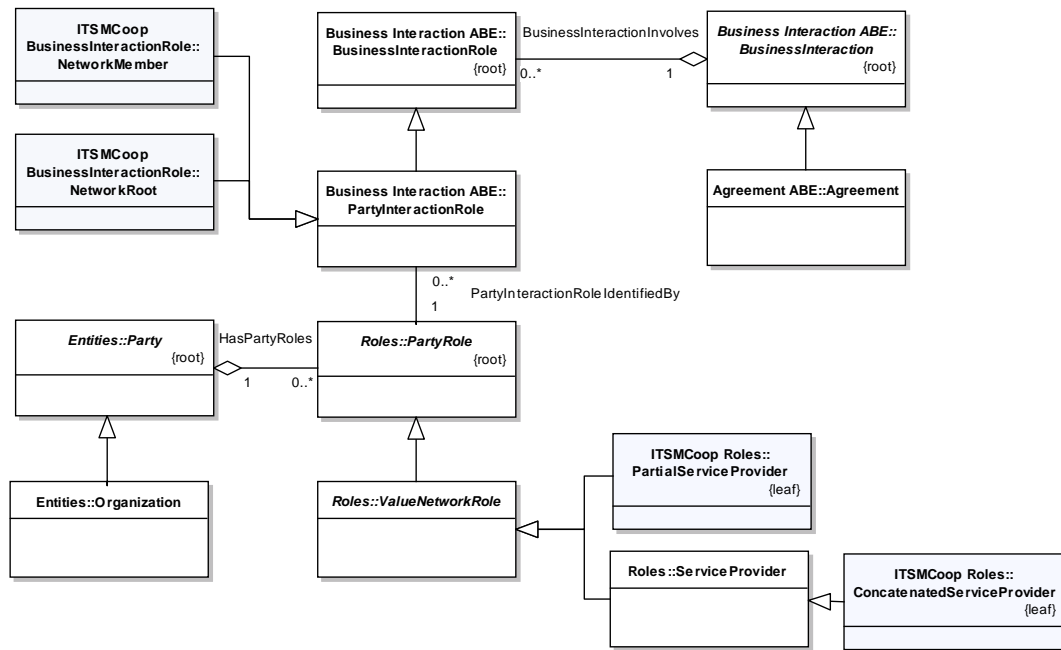 ITSMCoop
BusinessInteractionRole::
NetworkMember
Business Interaction ABE::
BusinessInteractionRole
{root}
BusinessInteractionInvolves
0..*
1
Business Interaction ABE::
BusinessInteraction
{root}
ITSMCoop
BusinessInteractionRole::
NetworkRoot
Business Interaction ABE::
PartyInteractionRole
Agreement ABE::Agreement
0..*
PartyInteractionRoleIdentifiedBy
1
Entities::Party
{root}
HasPartyRoles
1
0..*
Roles::PartyRole
{root}
Entities::Organization
Roles::ValueNetworkRole
ITSMCoop Roles::
PartialServiceProvider
{leaf}
Roles::ServiceProvider
ITSMCoop Roles::
ConcatenatedServiceProvider
{leaf}